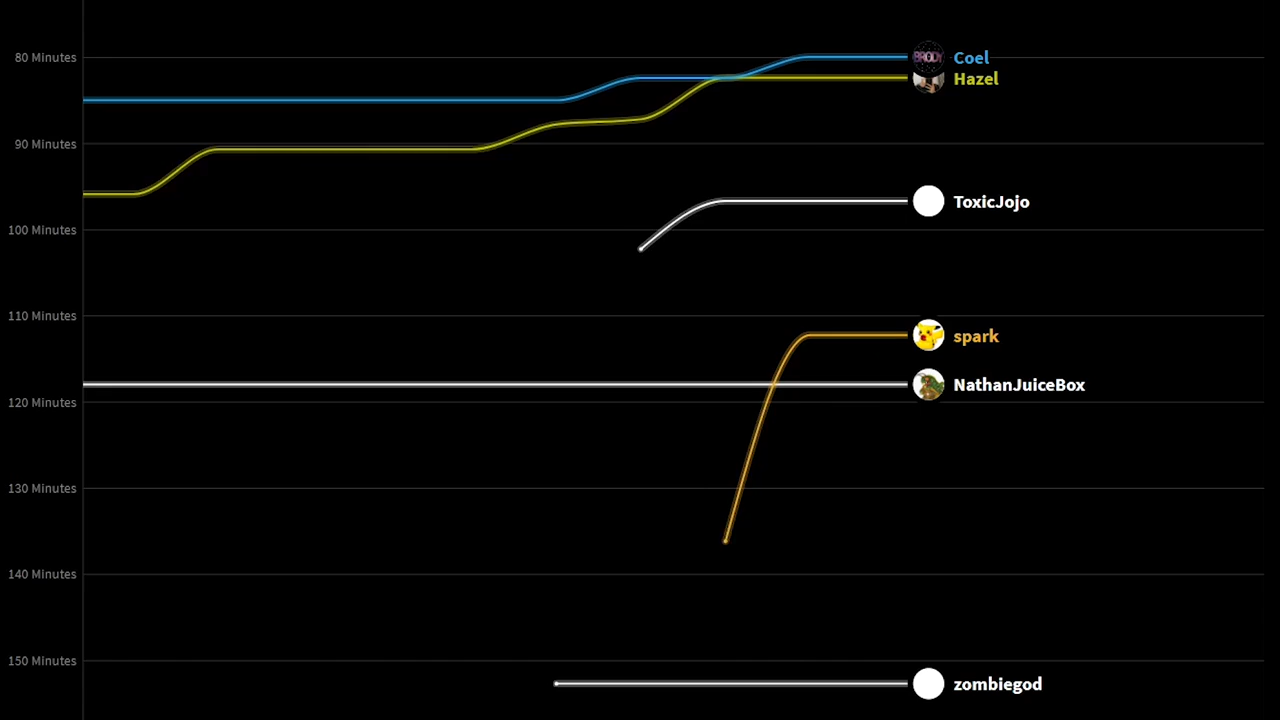 80 Minutes
90 Minutes
100 Minutes
110 Minutes
120 Minutes
130 Minutes
140 Minutes
150 Minutes
BRODY
Coel
Hazel
ToxicJojo
spark
NathanJuiceBox
zombiegod